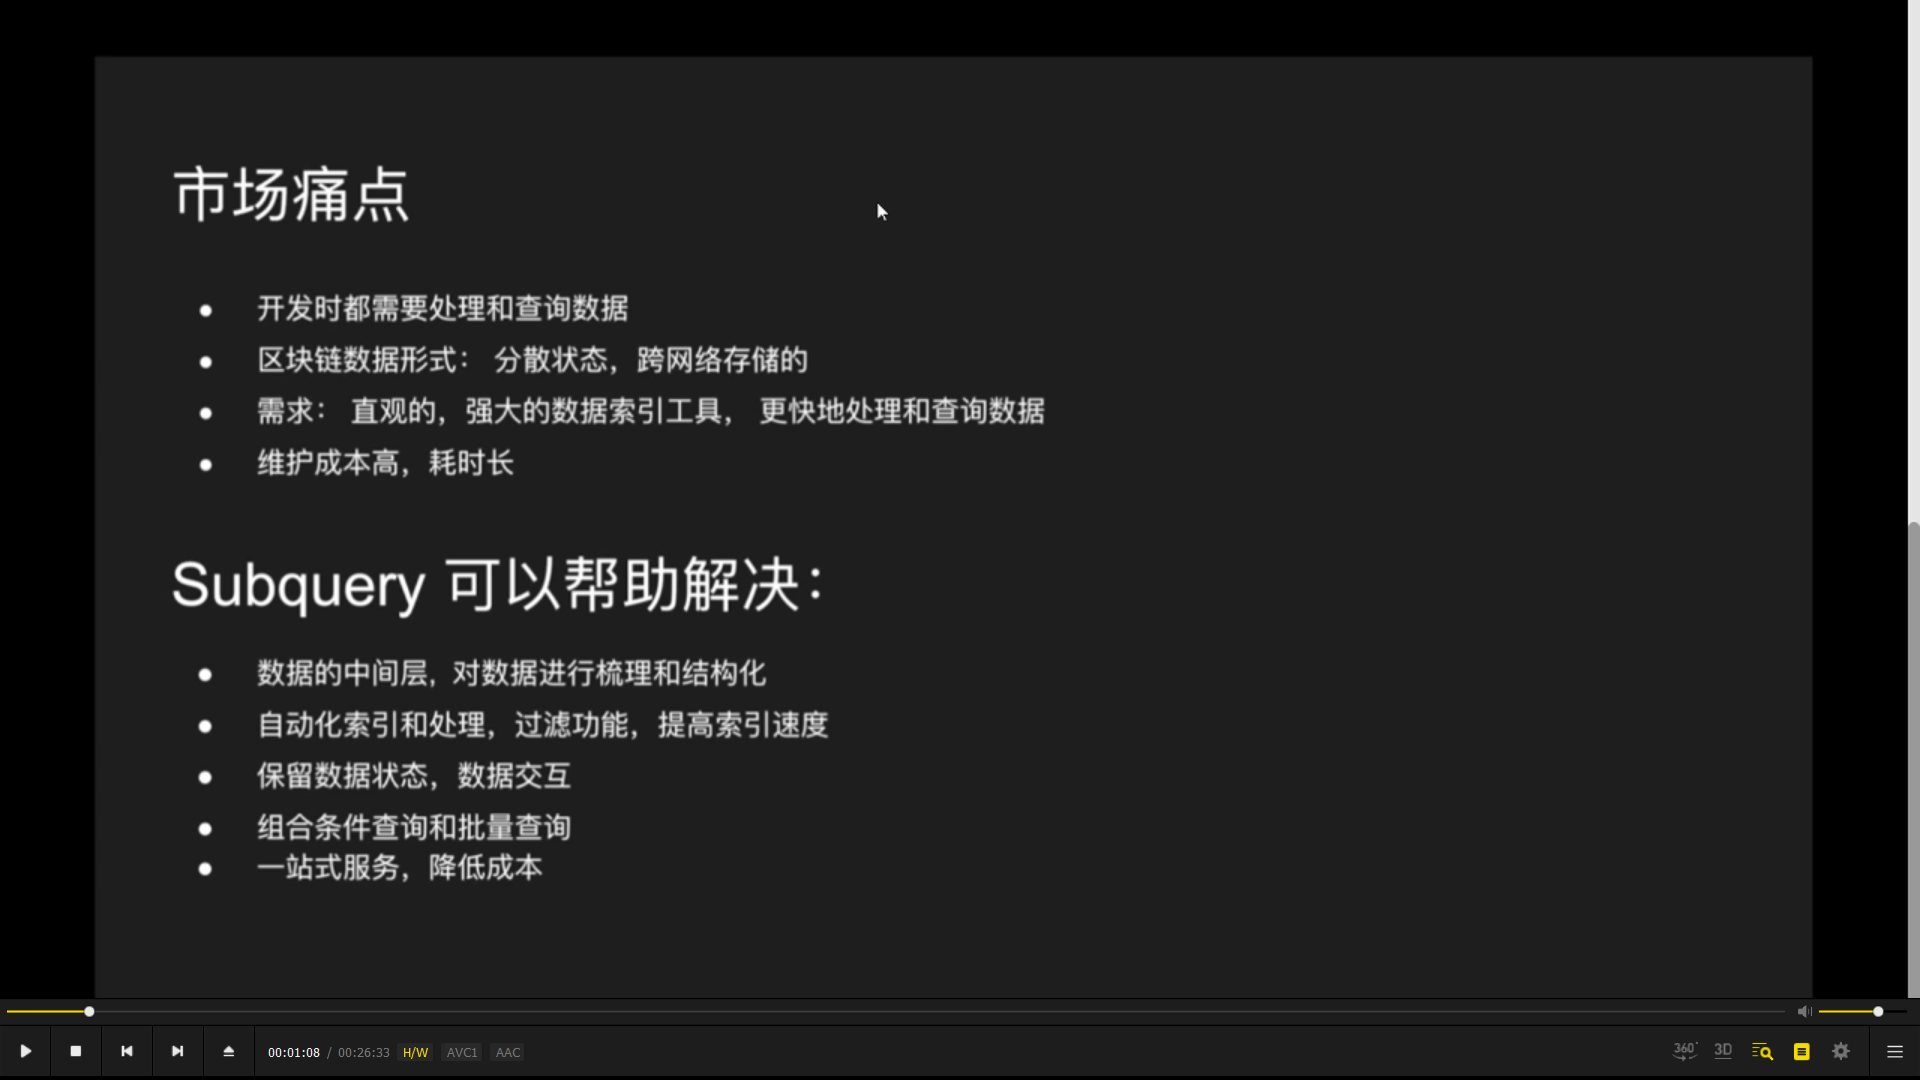 市场痛点
● 开发时都需要处理和查询数据
● 区块链数据形式： 分散状态，跨网络存储的
● 需求： 直观的，强大的数据索引工具， 更快地处理和查询数据
● 维护成本高，耗时长
Subquery 可以帮助解决：
● 数据的中间层, 对数据进行梳理和结构化
● 自动化索引和处理，过滤功能，提高索引速度
● 保留数据状态，数据交互
● 组合条件查询和批量查询
● 一站式服务，降低成本
00:01:08 / 00:26:33 H/W AVC1 AAC 360° 3D